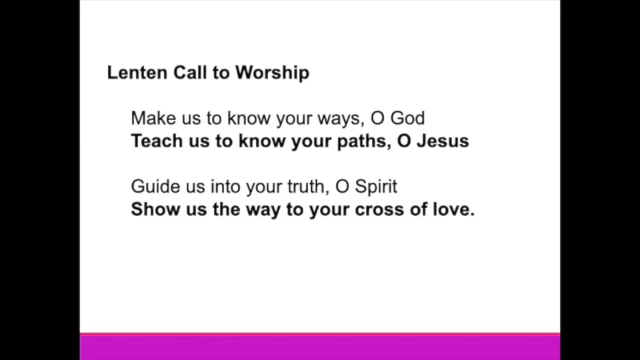 Lenten Call to Worship
Make us to know your ways, O God
Teach us to know your paths, O Jesus
Guide us into your truth, O Spirit
Show us the way to your cross of love.